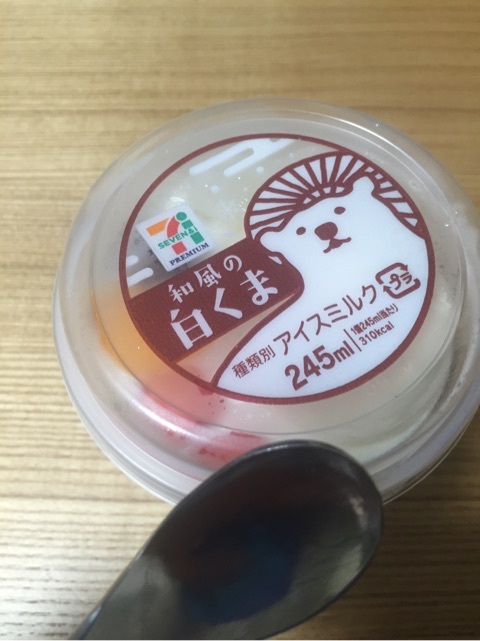 7
SEVEN&i
PREMIUM
和風の
白くま
種類別 アイスミルク
プラ
245ml
1個245ml当たり
310kcal